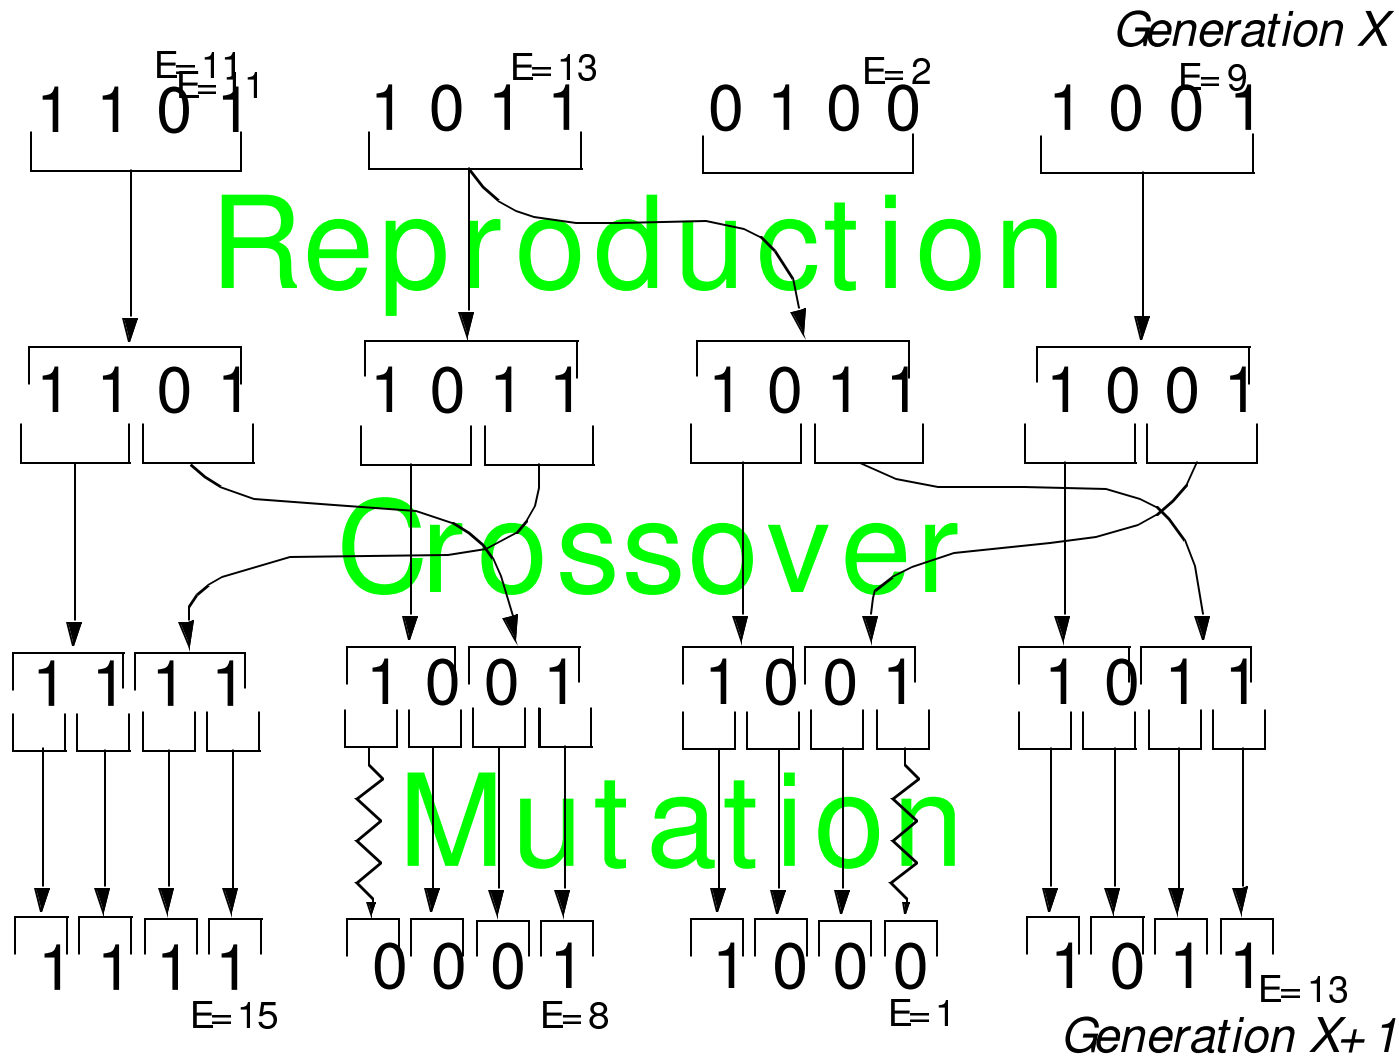 Generation X
E=11 E=13 E=2 E=9
E=11
1 1 0 1 1 0 1 1 0 1 0 0 1 0 0 1
Reproduction
1 1 0 1 1 0 1 1 1 0 1 1 1 0 0 1
Crossover
1 1 1 1 1 0 0 1 1 0 0 1 1 0 1 1
Mutation
1 1 1 1 0 0 0 1 1 0 0 0 1 0 1 1
E=15 E=8 E=1 E=13
Generation X+1